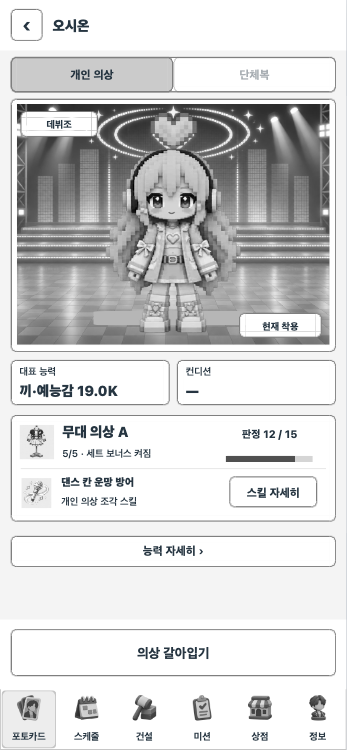 ‹ 오시온
개인 의상 단체복
데뷔조
현재 착용
대표 능력 컨디션
끼·예능감 19.0K —
무대 의상 A 판정 12 / 15
5/5 · 세트 보너스 켜짐
댄스 칸 운망 방어 스킬 자세히
개인 의상 조각 스킬
능력 자세히 ›
의상 갈아입기
포토카드 스케줄 건설 미션 상점 정보